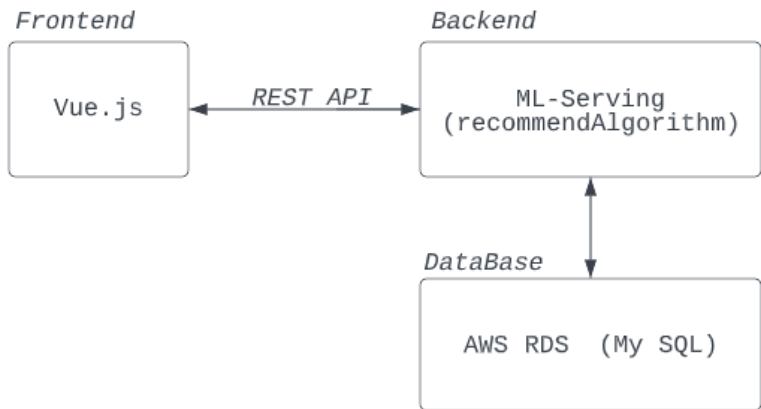 Frontend
Backend
Vue.js
REST API
ML-Serving
(recommendAlgorithm)
DataBase
AWS RDS (My SQL)